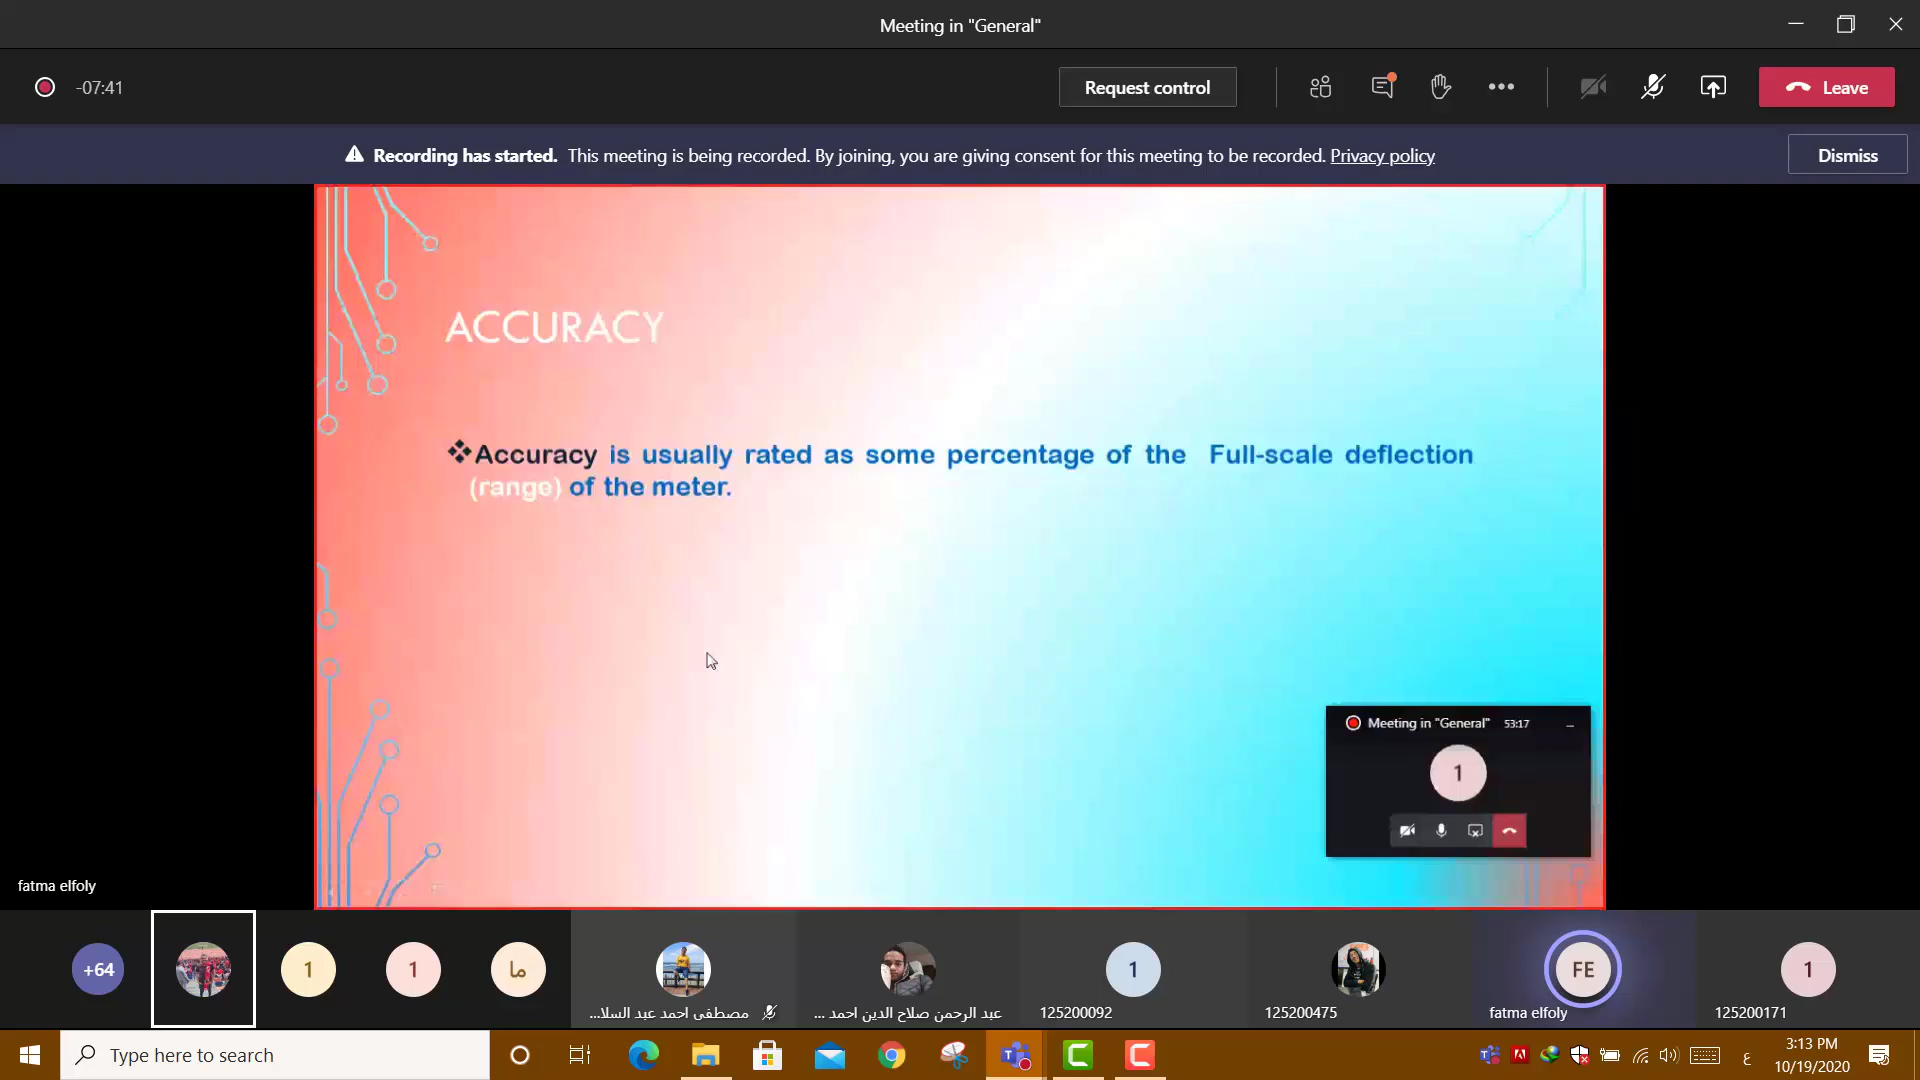 Meeting in "General"
-07:41
Request control
Leave
Recording has started. This meeting is being recorded. By joining, you are giving consent for this meeting to be recorded. Privacy policy
Dismiss
ACCURACY
❖Accuracy is usually rated as some percentage of the Full-scale deflection
(range) of the meter.
Meeting in "General" 53:17
1
fatma elfoly
+64
1
1
ما
1
FE
1
مصطفى احمد عبد السلا...
عبد الرحمن صلاح الدين احمد ...
125200092
125200475
fatma elfoly
125200171
Type here to search
ع
3:13 PM
10/19/2020